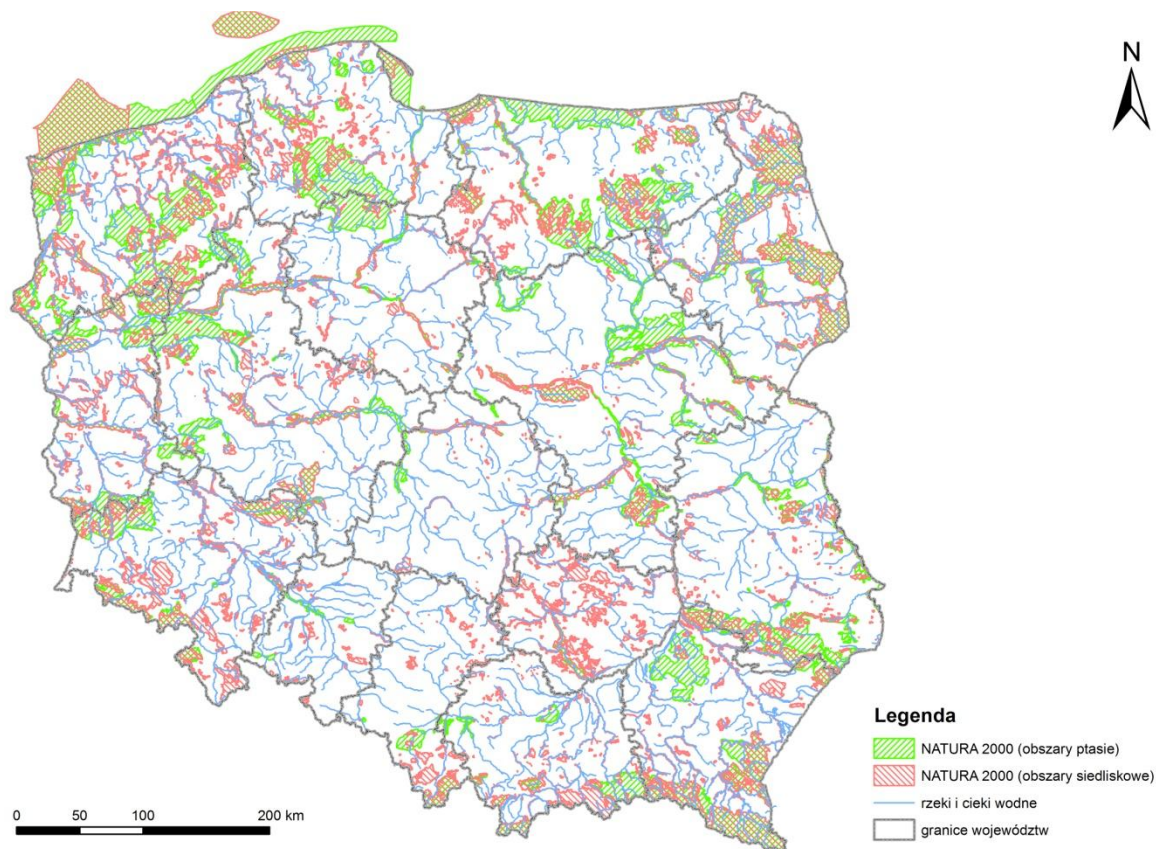 N
Legenda
NATURA 2000 (obszary ptasie)
NATURA 2000 (obszary siedliskowe)
rzeki i cieki wodne
granice województw
0 50 100 200 km